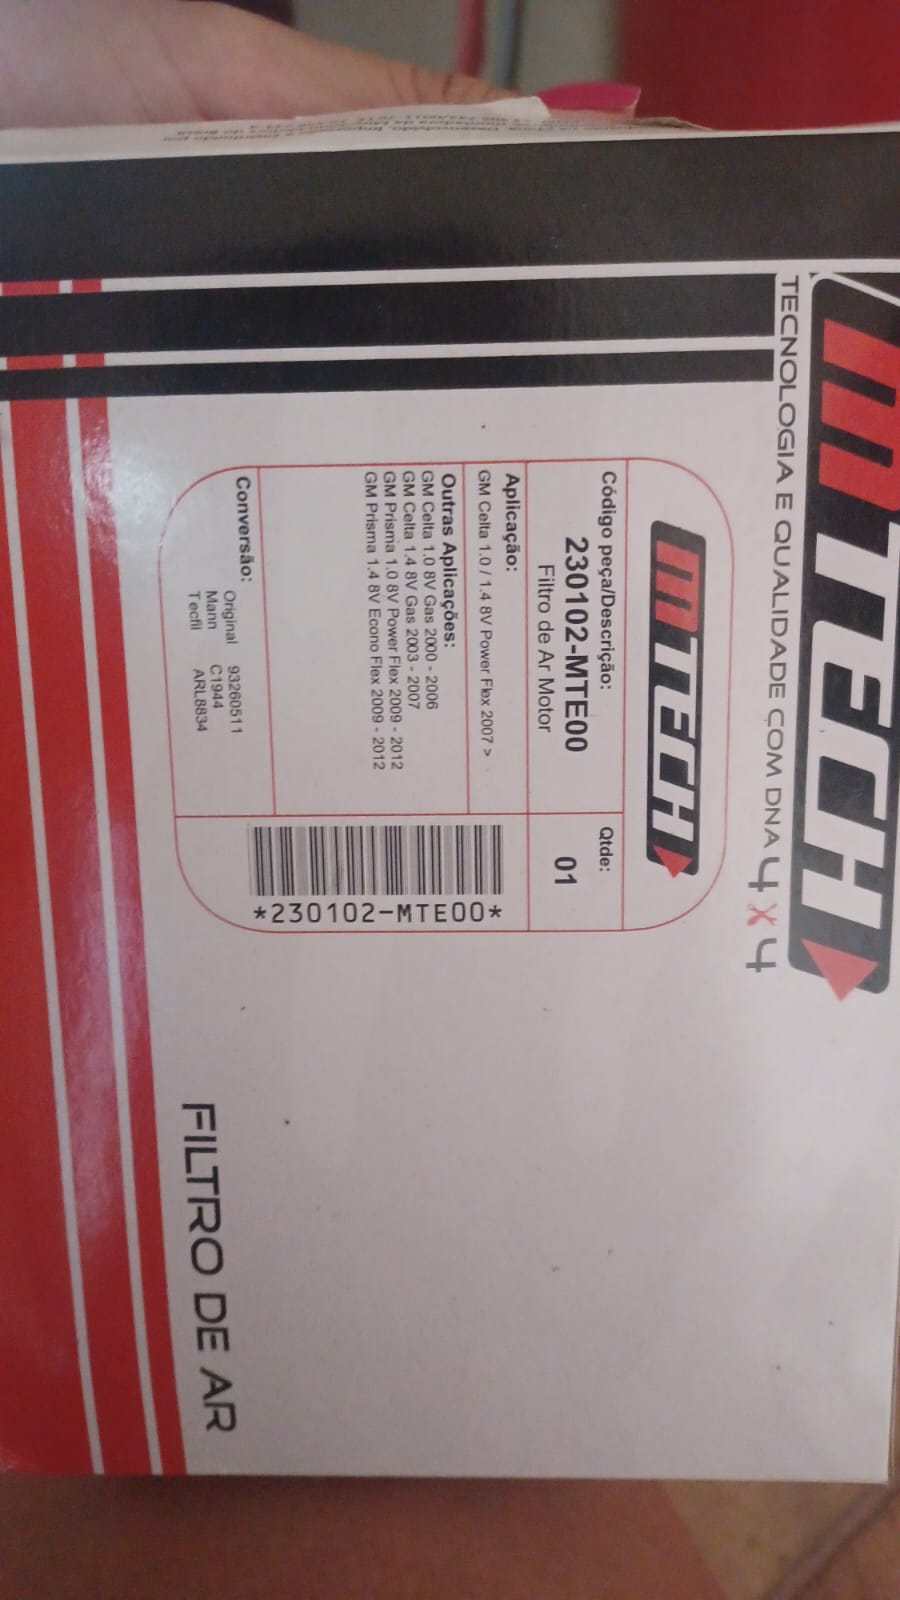 mTECH
TECNOLOGIA E QUALIDADE COM DNA 4x4
mTECH
Código peça/Descrição:
230102-MTE00
Filtro de Ar Motor
Qtde:
01
Aplicação:
GM Celta 1.0 / 1.4 8V Power Flex 2007 >
Outras Aplicações:
GM Celta 1.0 8V Gas 2000 - 2006
GM Celta 1.4 8V Gas 2003 - 2007
GM Prisma 1.0 8V Power Flex 2009 - 2012
GM Prisma 1.4 8V Econo Flex 2009 - 2012
*230102-MTE00*
Conversão:
Original 93260511
Mann C1944
Tecfil ARL8834
FILTRO DE AR